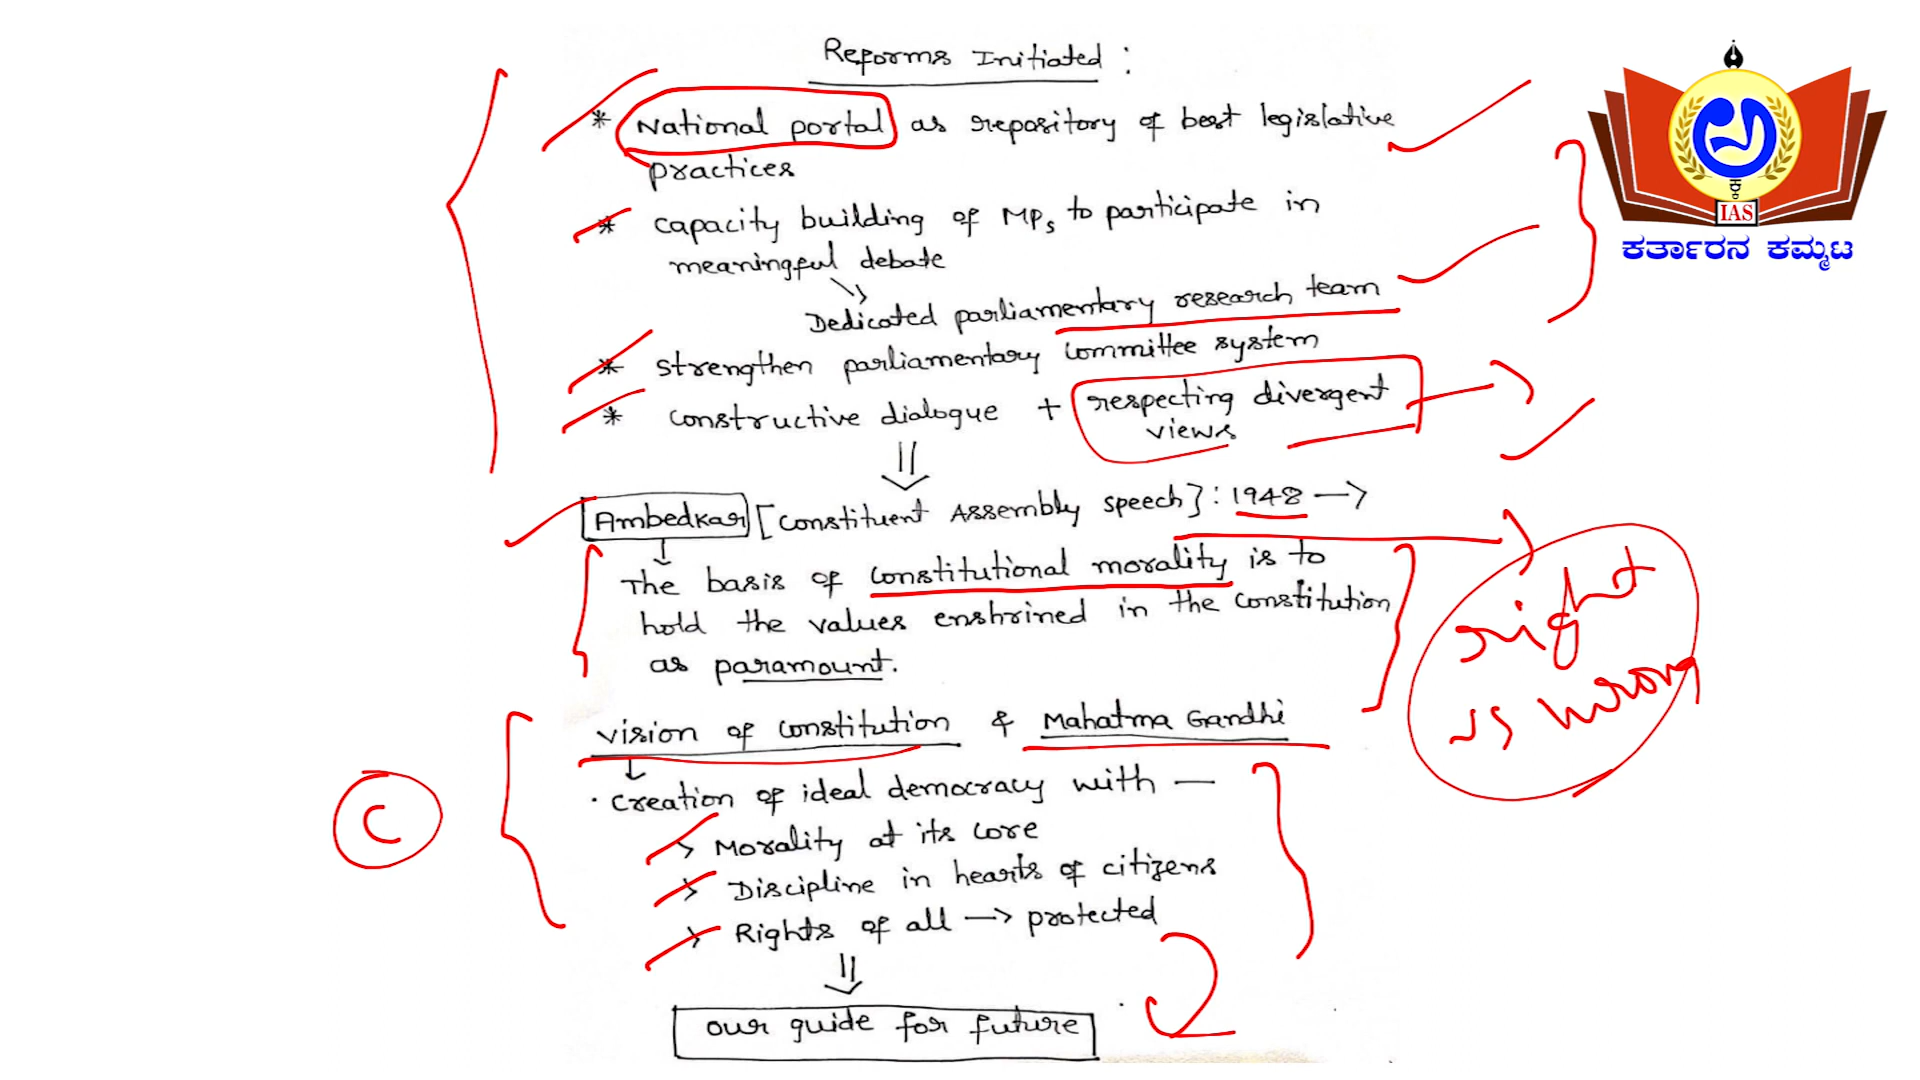 Reforms Initiated :
* National portal as repository of best legislative
practices
* capacity building of MPs to participate in
meaningful debate
Dedicated parliamentary research team
* strengthen parliamentary committee system
* constructive dialogue + respecting divergent
views
Ambedkar [constituent Assembly speech] : 1948 →
The basis of constitutional morality is to
hold the values enshrined in the constitution
as paramount.
vision of constitution & Mahatma Gandhi
· creation of ideal democracy with —
> Morality at its core
> Discipline in hearts of citizens
> Rights of all → protected
our guide for future
C
right
is wrong
2
IAS
ಕರ್ತಾರನ ಕಮ್ಮಟ